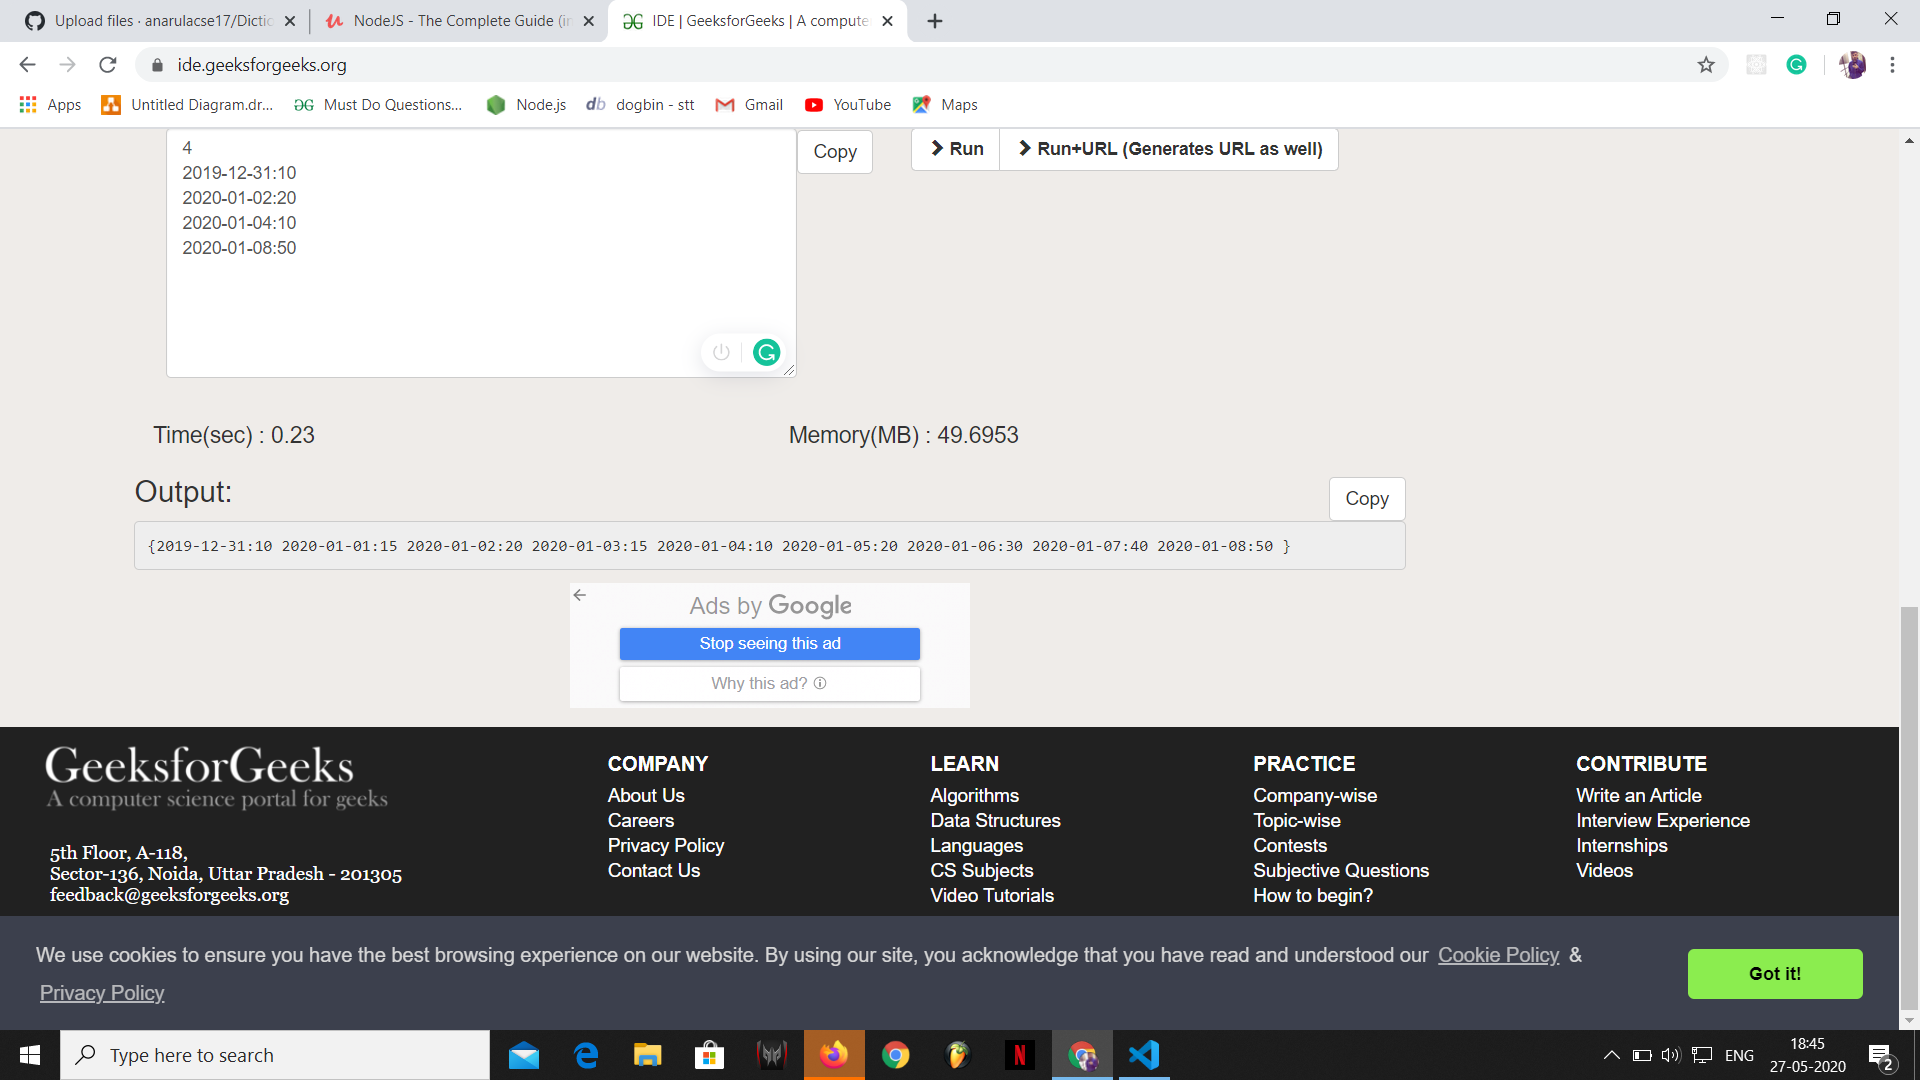 Upload files · anarulacse17/Dictic
NodeJS - The Complete Guide (in
IDE | GeeksforGeeks | A compute
ide.geeksforgeeks.org
Apps
Untitled Diagram.dr...
Must Do Questions...
Node.js
db dogbin - stt
Gmail
YouTube
Maps
4
2019-12-31:10
2020-01-02:20
2020-01-04:10
2020-01-08:50
Copy
Run
Run+URL (Generates URL as well)
Time(sec) : 0.23
Memory(MB) : 49.6953
Output:
Copy
{2019-12-31:10 2020-01-01:15 2020-01-02:20 2020-01-03:15 2020-01-04:10 2020-01-05:20 2020-01-06:30 2020-01-07:40 2020-01-08:50 }
Ads by Google
Stop seeing this ad
Why this ad?
GeeksforGeeks
A computer science portal for geeks
5th Floor, A-118,
Sector-136, Noida, Uttar Pradesh - 201305
feedback@geeksforgeeks.org
COMPANY
About Us
Careers
Privacy Policy
Contact Us
LEARN
Algorithms
Data Structures
Languages
CS Subjects
Video Tutorials
PRACTICE
Company-wise
Topic-wise
Contests
Subjective Questions
How to begin?
CONTRIBUTE
Write an Article
Interview Experience
Internships
Videos
We use cookies to ensure you have the best browsing experience on our website. By using our site, you acknowledge that you have read and understood our Cookie Policy &
Privacy Policy
Got it!
Type here to search
ENG
18:45
27-05-2020
2